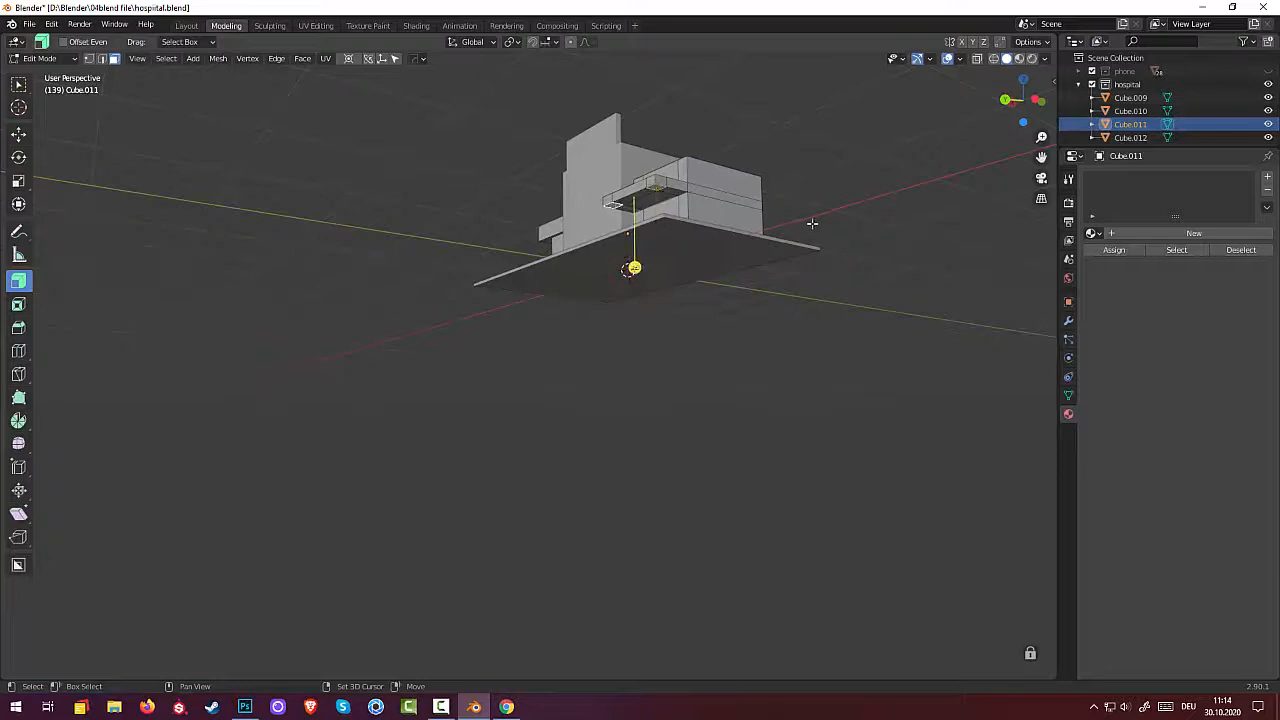 Blender* [D:\Blender\04blend file\hospital.blend]
File Edit Render Window Help Layout Modeling Sculpting UV Editing Texture Paint Shading Animation Rendering Compositing Scripting + Scene View Layer
Offset Even Drag: Select Box Global X Y Z Options
Edit Mode View Select Add Mesh Vertex Edge Face UV
User Perspective
(139) Cube.011
Scene Collection
phone
hospital
Cube.009
Cube.010
Cube.011
Cube.012
Cube.011
New
Assign Select Deselect
Select Box Select Pan View Set 3D Cursor Move 2.90.1
DEU
11:14
30.10.2020